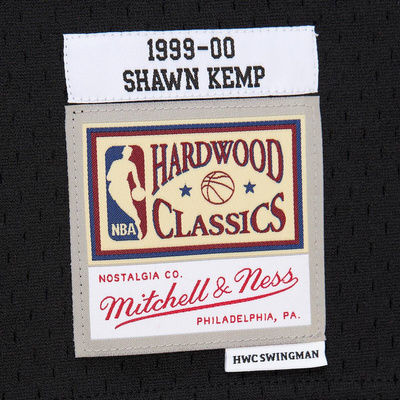 1999-00
SHAWN KEMP
HARDWOOD
CLASSICS
NBA
NOSTALGIA CO.
Mitchell & Ness
PHILADELPHIA, PA.
HWC SWINGMAN